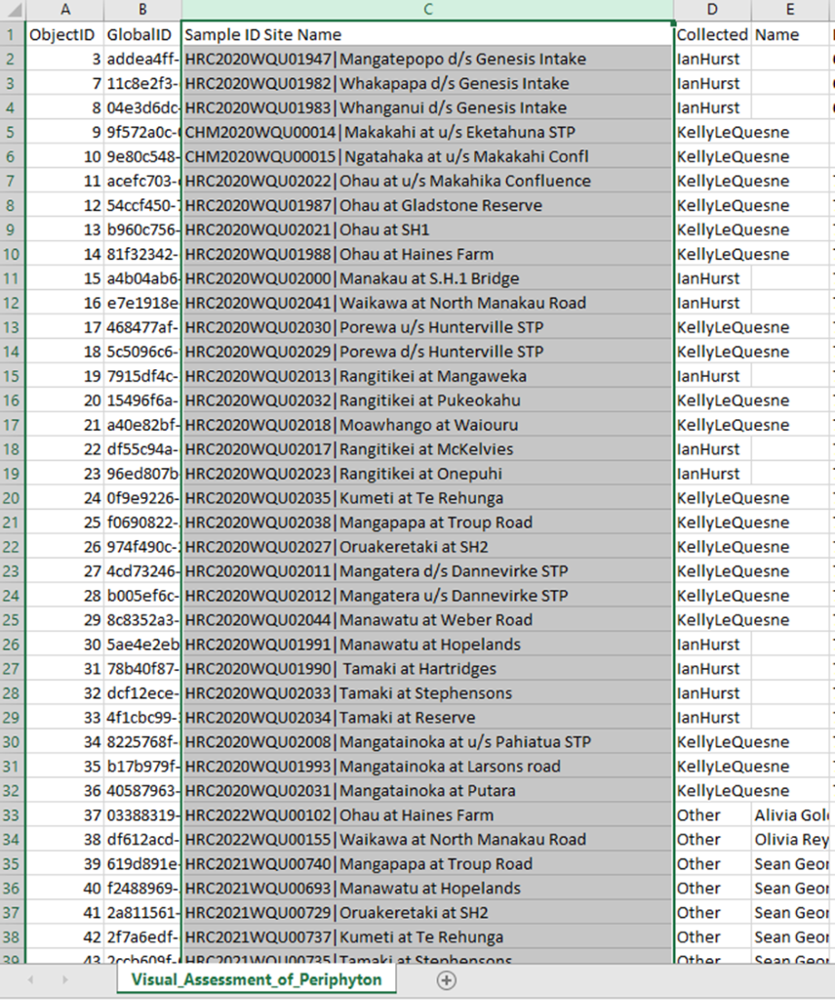 A B C D E
1 ObjectID GlobalID Sample ID Site Name Collected Name
2 3 addea4ff- HRC2020WQU01947|Mangatepopo d/s Genesis Intake IanHurst
3 7 11c8e2f3- HRC2020WQU01982|Whakapapa d/s Genesis Intake IanHurst
4 8 04e3d6dc- HRC2020WQU01983|Whanganui d/s Genesis Intake IanHurst
5 9 9f572a0c- CHM2020WQU00014|Makakahi at u/s Eketahuna STP KellyLeQuesne
6 10 9e80c548- CHM2020WQU00015|Ngatahaka at u/s Makakahi Confl KellyLeQuesne
7 11 acefc703- HRC2020WQU02022|Ohau at u/s Makahika Confluence KellyLeQuesne
8 12 54ccf450- HRC2020WQU01987|Ohau at Gladstone Reserve KellyLeQuesne
9 13 b960c756- HRC2020WQU02021|Ohau at SH1 KellyLeQuesne
10 14 81f32342- HRC2020WQU01988|Ohau at Haines Farm KellyLeQuesne
11 15 a4b04ab6- HRC2020WQU02000|Manakau at S.H.1 Bridge IanHurst
12 16 e7e1918e HRC2020WQU02041|Waikawa at North Manakau Road IanHurst
13 17 468477af- HRC2020WQU02030|Porewa u/s Hunterville STP KellyLeQuesne
14 18 5c5096c6- HRC2020WQU02029|Porewa d/s Hunterville STP KellyLeQuesne
15 19 7915df4c- HRC2020WQU02013|Rangitikei at Mangaweka IanHurst
16 20 15496f6a- HRC2020WQU02032|Rangitikei at Pukeokahu KellyLeQuesne
17 21 a40e82bf- HRC2020WQU02018|Moawhango at Waiouru KellyLeQuesne
18 22 df55c94a- HRC2020WQU02017|Rangitikei at McKelvies IanHurst
19 23 96ed807b HRC2020WQU02023|Rangitikei at Onepuhi IanHurst
20 24 0f9e9226- HRC2020WQU02035|Kumeti at Te Rehunga KellyLeQuesne
21 25 f0690822- HRC2020WQU02038|Mangapapa at Troup Road KellyLeQuesne
22 26 974f490c- HRC2020WQU02027|Oruakeretaki at SH2 KellyLeQuesne
23 27 4cd73246- HRC2020WQU02011|Mangatera d/s Dannevirke STP KellyLeQuesne
24 28 b005ef6c- HRC2020WQU02012|Mangatera u/s Dannevirke STP KellyLeQuesne
25 29 8c8352a3- HRC2020WQU02044|Manawatu at Weber Road KellyLeQuesne
26 30 5ae4e2eb HRC2020WQU01991|Manawatu at Hopelands IanHurst
27 31 78b40f87- HRC2020WQU01990| Tamaki at Hartridges IanHurst
28 32 dcf12ece- HRC2020WQU02033|Tamaki at Stephensons IanHurst
29 33 4f1cbc99- HRC2020WQU02034|Tamaki at Reserve IanHurst
30 34 8225768f- HRC2020WQU02008|Mangatainoka at u/s Pahiatua STP KellyLeQuesne
31 35 b17b979f- HRC2020WQU01993|Mangatainoka at Larsons road KellyLeQuesne
32 36 40587963- HRC2020WQU02031|Mangatainoka at Putara KellyLeQuesne
33 37 03388319- HRC2022WQU00102|Ohau at Haines Farm Other Alivia Gol
34 38 df612acd- HRC2022WQU00155|Waikawa at North Manakau Road Other Olivia Rey
35 39 619d891e- HRC2021WQU00740|Mangapapa at Troup Road Other Sean Geor
36 40 f2488969- HRC2021WQU00693|Manawatu at Hopelands Other Sean Geor
37 41 2a811561- HRC2021WQU00729|Oruakeretaki at SH2 Other Sean Geor
38 42 2f7a6edf- HRC2021WQU00737|Kumeti at Te Rehunga Other Sean Geor
39 43 2ccb609f- HRC2021WQU00735|Tamaki at Stephensons Other Sean Geor
Visual_Assessment_of_Periphyton